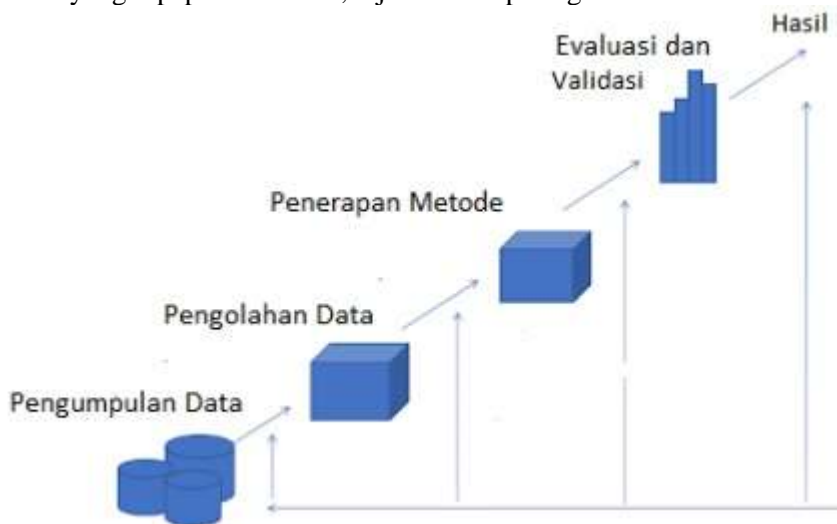 Hasil
Evaluasi dan
Validasi
Penerapan Metode
Pengolahan Data
Pengumpulan Data